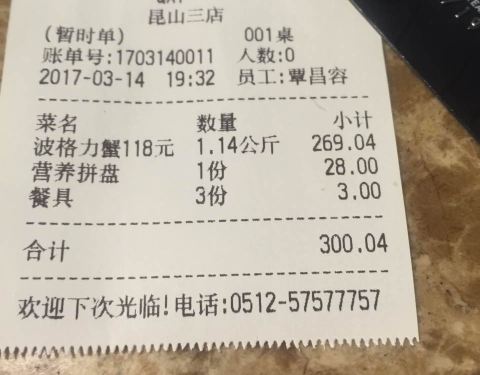 昆山三店
(暂时单) 001桌
账单号:1703140011 人数:0
2017-03-14 19:32 员工:覃昌容
菜名 数量 小计
波格力蟹118元 1.14公斤 269.04
营养拼盘 1份 28.00
餐具 3份 3.00
合计 300.04
欢迎下次光临!电话:0512-57577757